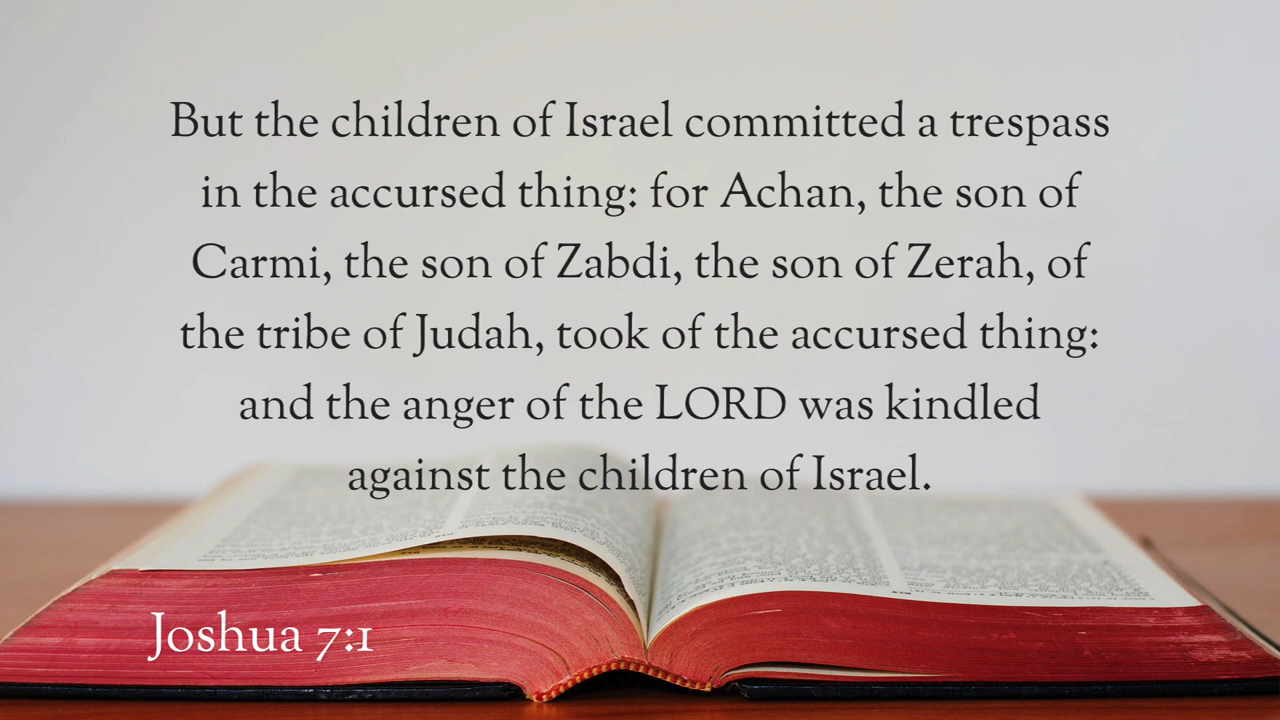 But the children of Israel committed a trespass
in the accursed thing: for Achan, the son of
Carmi, the son of Zabdi, the son of Zerah, of
the tribe of Judah, took of the accursed thing:
and the anger of the LORD was kindled
against the children of Israel.
Joshua 7:1